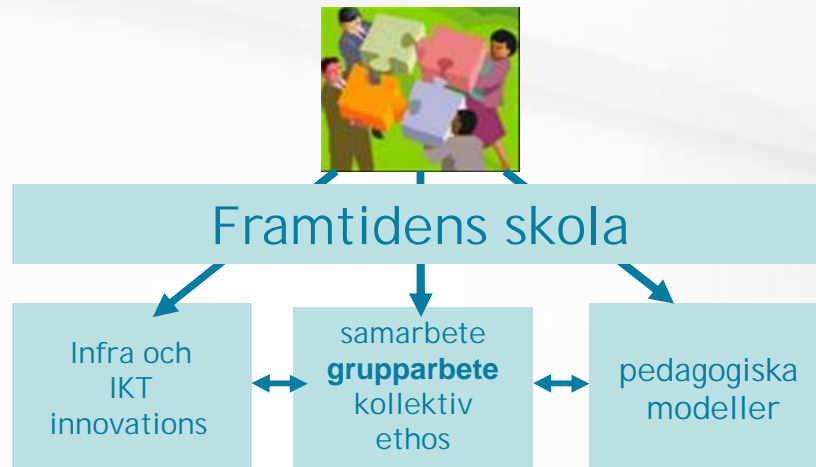 Framtidens skola
Infra och
IKT
innovations
samarbete
grupparbete
kollektiv
ethos
pedagogiska
modeller